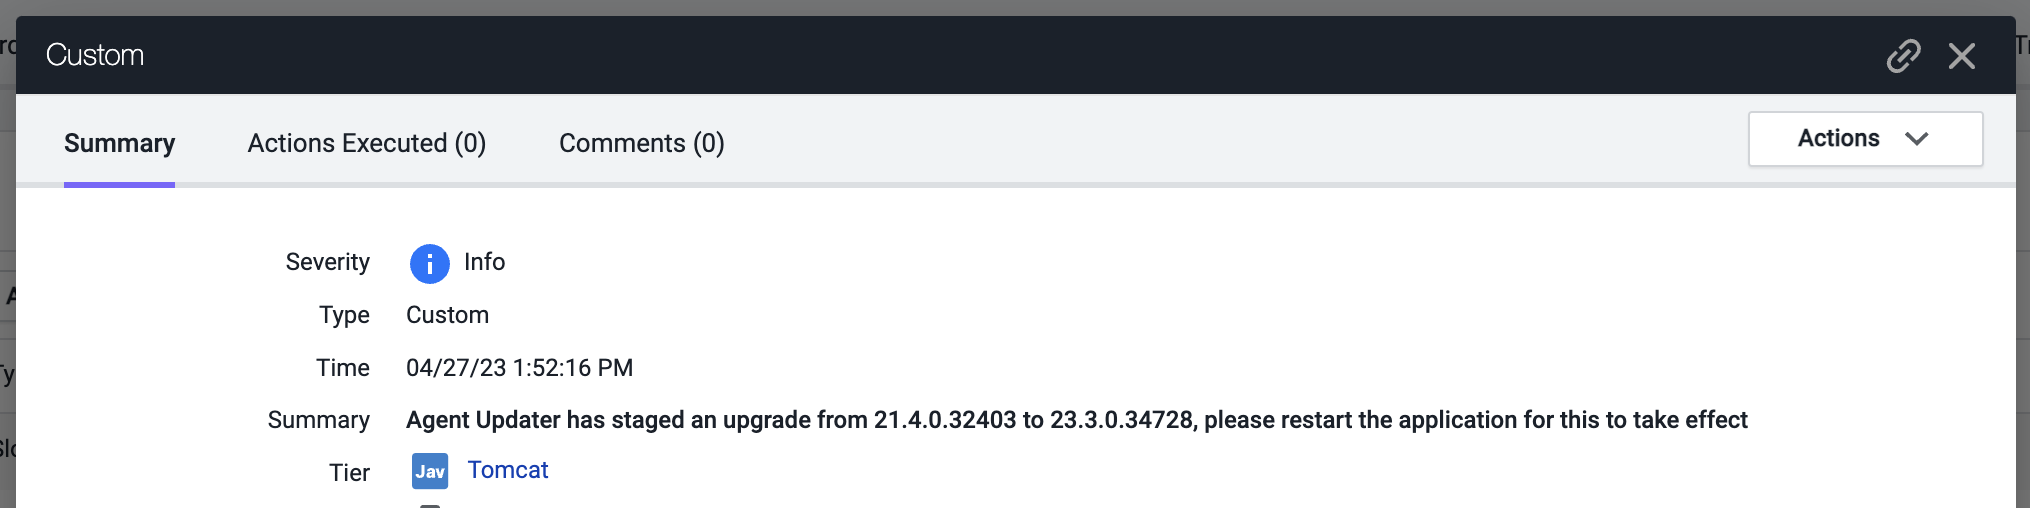 Custom
Summary Actions Executed (0) Comments (0) Actions
Severity Info
Type Custom
Time 04/27/23 1:52:16 PM
Summary Agent Updater has staged an upgrade from 21.4.0.32403 to 23.3.0.34728, please restart the application for this to take effect
Tier Jav Tomcat